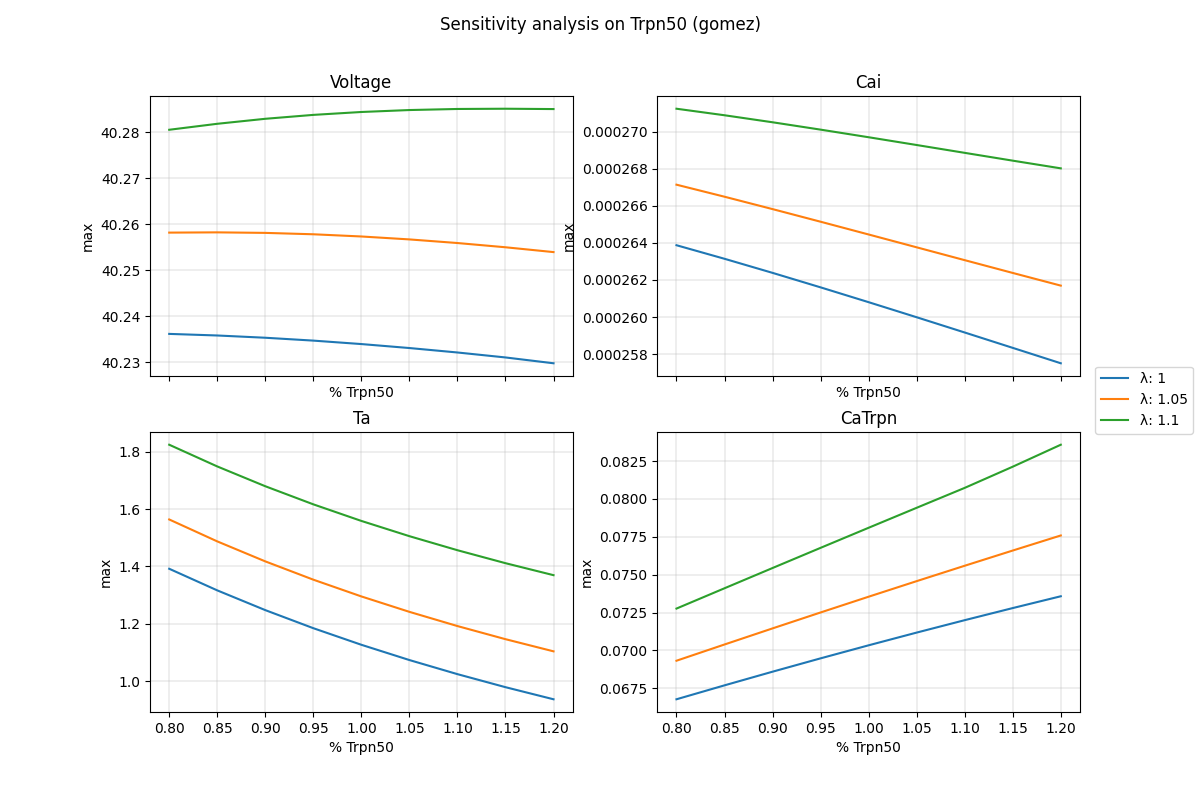 Sensitivity analysis on Trpn50 (gomez)
Voltage
40.28
40.27
40.26
40.25
40.24
40.23
max
% Trpn50
Cai
0.000270
0.000268
0.000266
0.000264
0.000262
0.000260
0.000258
max
% Trpn50
λ: 1
λ: 1.05
λ: 1.1
Ta
1.8
1.6
1.4
1.2
1.0
max
0.80 0.85 0.90 0.95 1.00 1.05 1.10 1.15 1.20
% Trpn50
CaTrpn
0.0825
0.0800
0.0775
0.0750
0.0725
0.0700
0.0675
max
0.80 0.85 0.90 0.95 1.00 1.05 1.10 1.15 1.20
% Trpn50